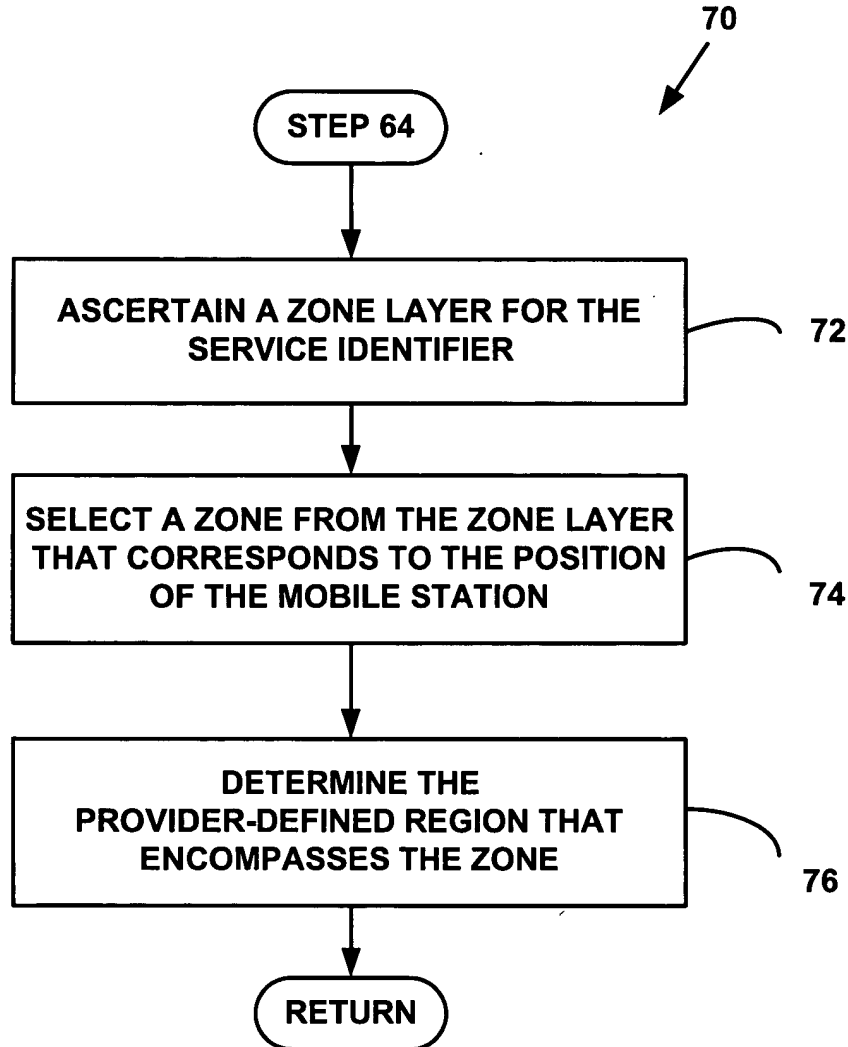 70
STEP 64
ASCERTAIN A ZONE LAYER FOR THE
SERVICE IDENTIFIER
72
SELECT A ZONE FROM THE ZONE LAYER
THAT CORRESPONDS TO THE POSITION
OF THE MOBILE STATION
74
DETERMINE THE
PROVIDER-DEFINED REGION THAT
ENCOMPASSES THE ZONE
76
RETURN